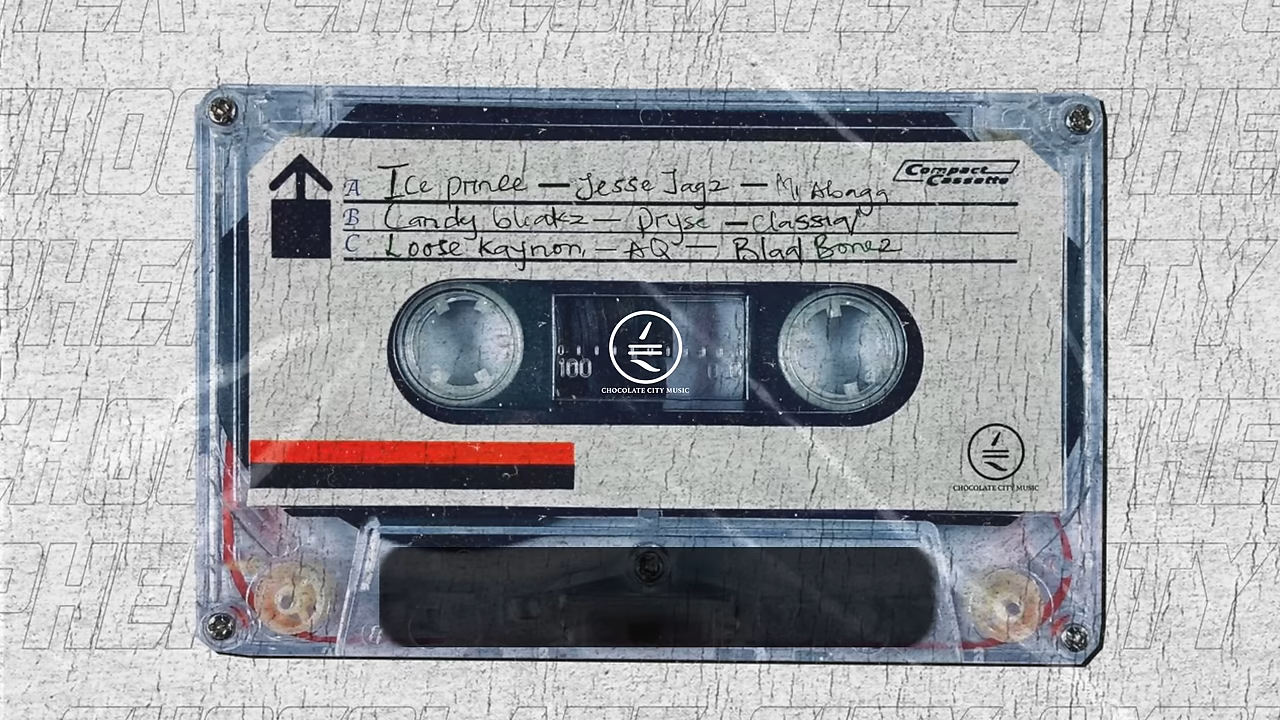 Compact
Cassette
A Ice prince — Jesse Jagz — M.I Abaga
B Candy bleakz — Pryse — Classiq
C Loose Kaynon, — AQ — Blaq Bonez
100
CHOCOLATE CITY MUSIC
CHOCOLATE CITY MUSIC